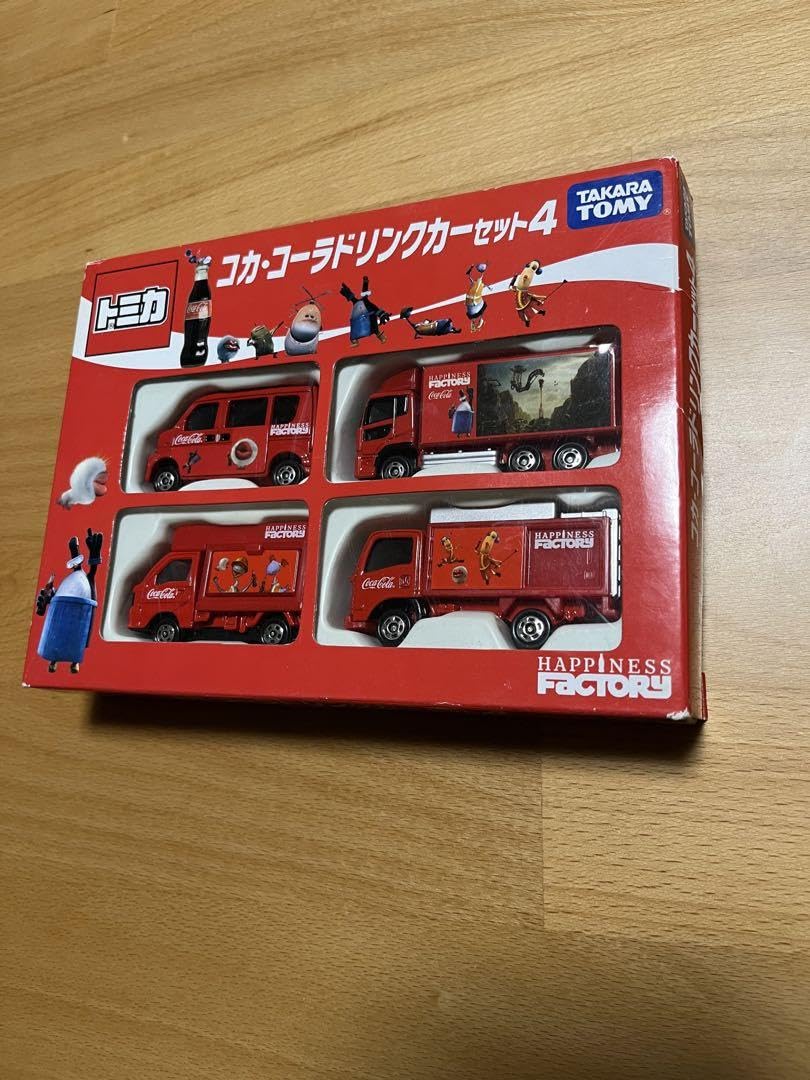 TAKARA
TOMY®
トミカ
コカ・コーラドリンクカーセット4
Coca-Cola
Coca-Cola
HAPPINESS
FACTORY
HAPPINESS
FACTORY
Coca-Cola
Coca-Cola
HAPPINESS
FACTORY
Coca-Cola
HAPPINESS
FACTORY
HAPPINESS
FACTORY